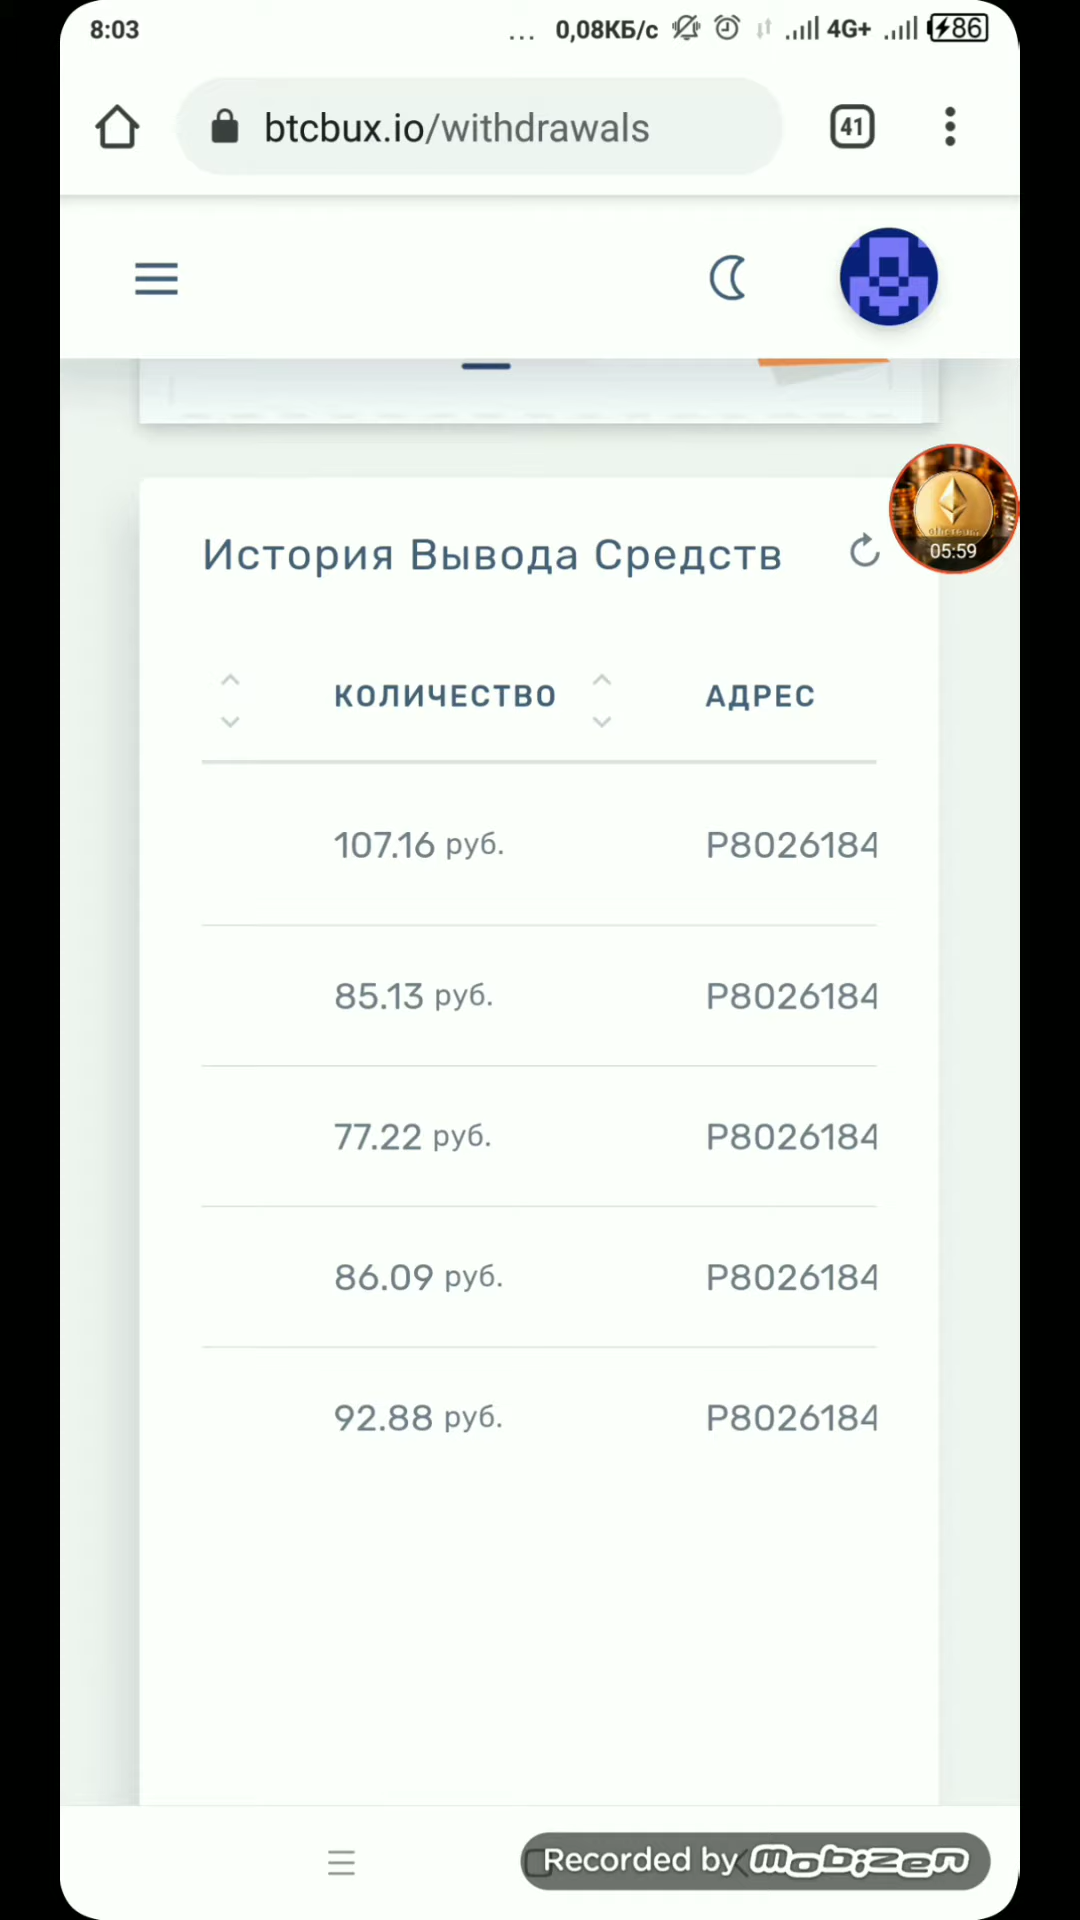 8:03
... 0,08КБ/с 4G+ 86
btcbux.io/withdrawals
41
История Вывода Средств
05:59
КОЛИЧЕСТВО АДРЕС
107.16 руб. P8026184
85.13 руб. P8026184
77.22 руб. P8026184
86.09 руб. P8026184
92.88 руб. P8026184
Recorded by Mobizen